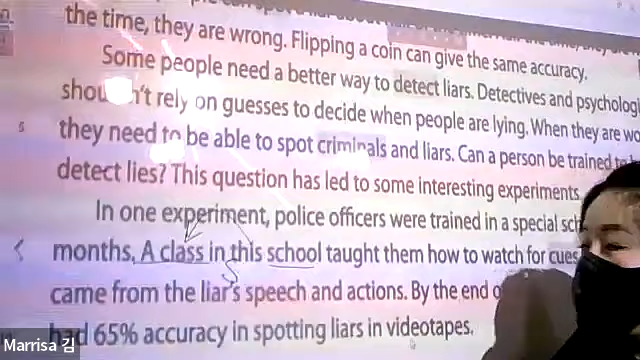 the time, they are wrong. Flipping a coin can give the same accuracy.
Some people need a better way to detect liars. Detectives and
rely on guesses to decide when people are lying. When they are
5 they need to be able to spot criminals and liars. Can a person be trained to
detect lies? This question has led to some interesting experiments
In one experiment, police officers were trained in a special
months, A class in this school taught them how to watch for cues
came from the liar's speech and actions. By the end
had 65% accuracy in spotting liars in videotapes.
Marrisa 김